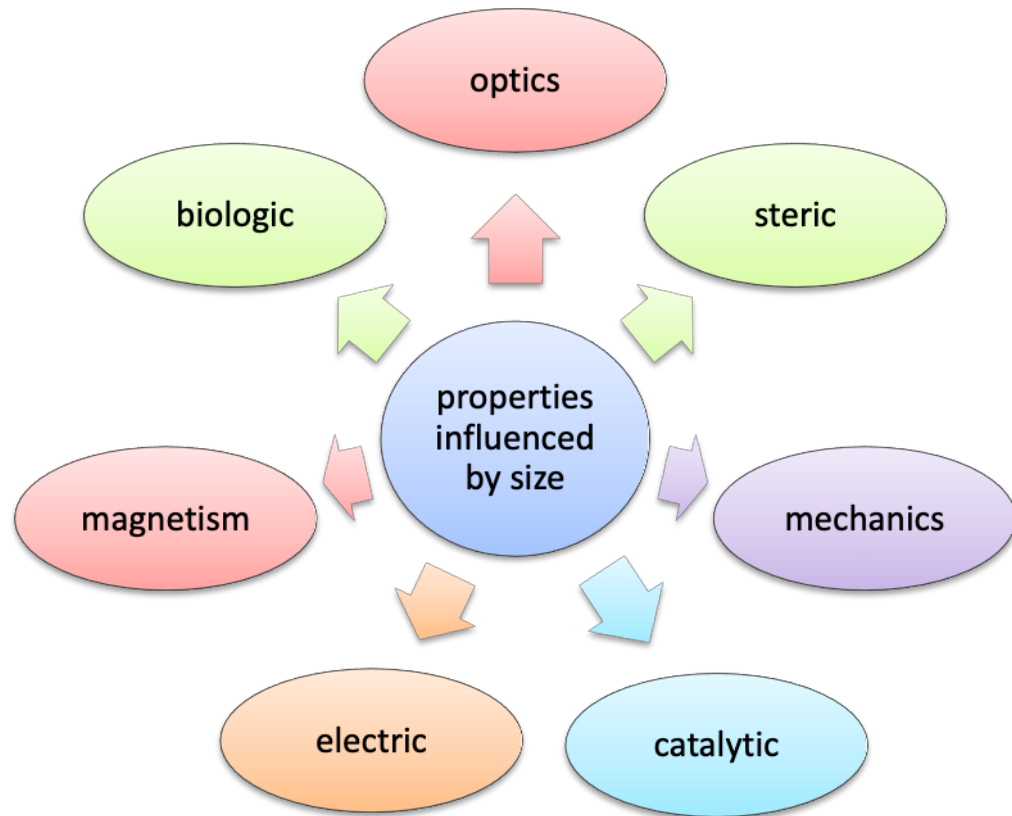 optics
biologic
steric
properties
influenced
by size
magnetism
mechanics
electric
catalytic